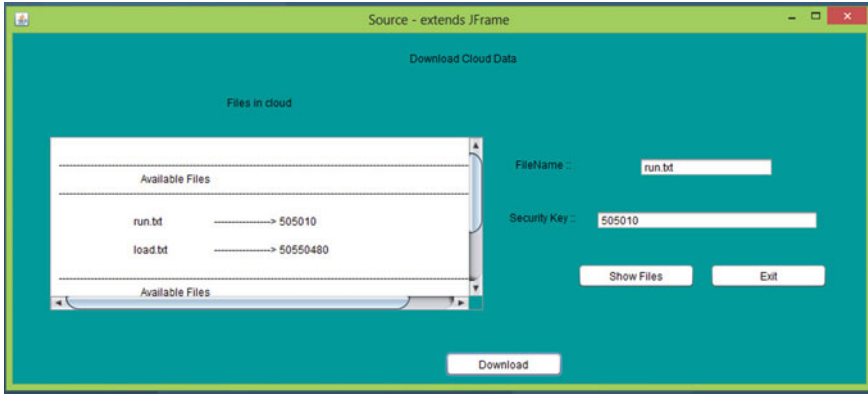 Source - extends JFrame
Download Cloud Data
Files in cloud
Available Files
run.txt ----------------> 505010
load.txt ----------------> 50550480
Available Files
FileName ::
run.txt
Security Key ::
505010
Show Files
Exit
Download